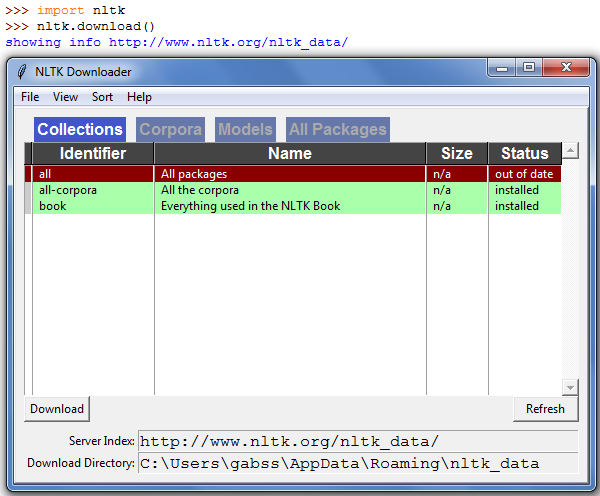 >>> import nltk
>>> nltk.download()
showing info http://www.nltk.org/nltk_data/
NLTK Downloader
File View Sort Help
Collections Corpora Models All Packages
Identifier Name Size Status
all All packages n/a out of date
all-corpora All the corpora n/a installed
book Everything used in the NLTK Book n/a installed
Download Refresh
Server Index: http://www.nltk.org/nltk_data/
Download Directory: C:\Users\gabss\AppData\Roaming\nltk_data